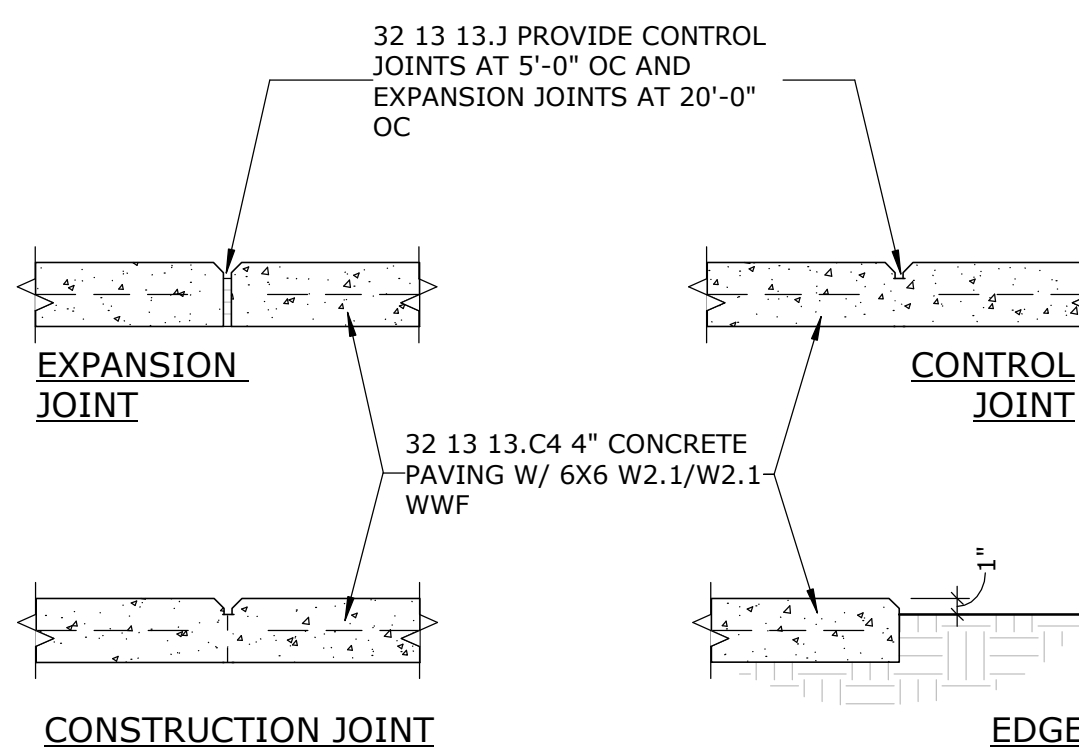 32 13 13.J PROVIDE CONTROL
JOINTS AT 5'-0" OC AND
EXPANSION JOINTS AT 20'-0"
OC
EXPANSION
JOINT
CONTROL
JOINT
32 13 13.C4 4" CONCRETE
PAVING W/ 6X6 W2.1/W2.1
WWF
1"
CONSTRUCTION JOINT
EDGE